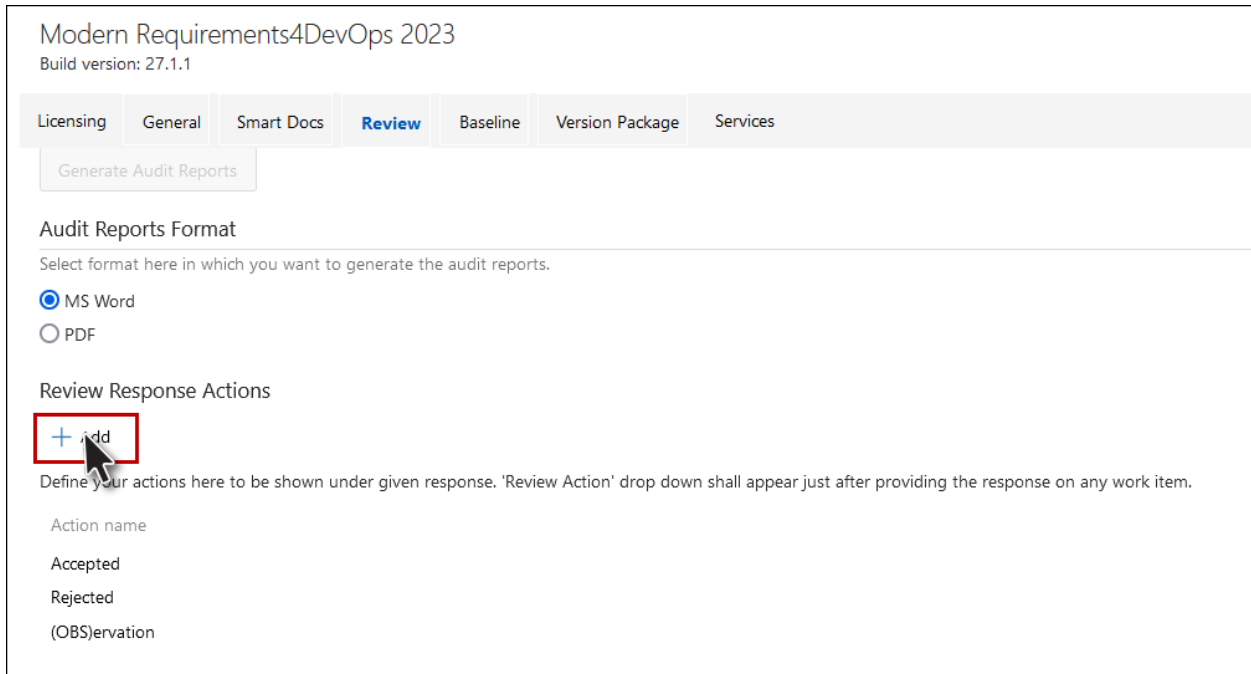 Modern Requirements4DevOps 2023
Build version: 27.1.1
Licensing General Smart Docs Review Baseline Version Package Services
Generate Audit Reports
Audit Reports Format
Select format here in which you want to generate the audit reports.
MS Word
PDF
Review Response Actions
+ Add
Define your actions here to be shown under given response. 'Review Action' drop down shall appear just after providing the response on any work item.
Action name
Accepted
Rejected
(OBS)ervation